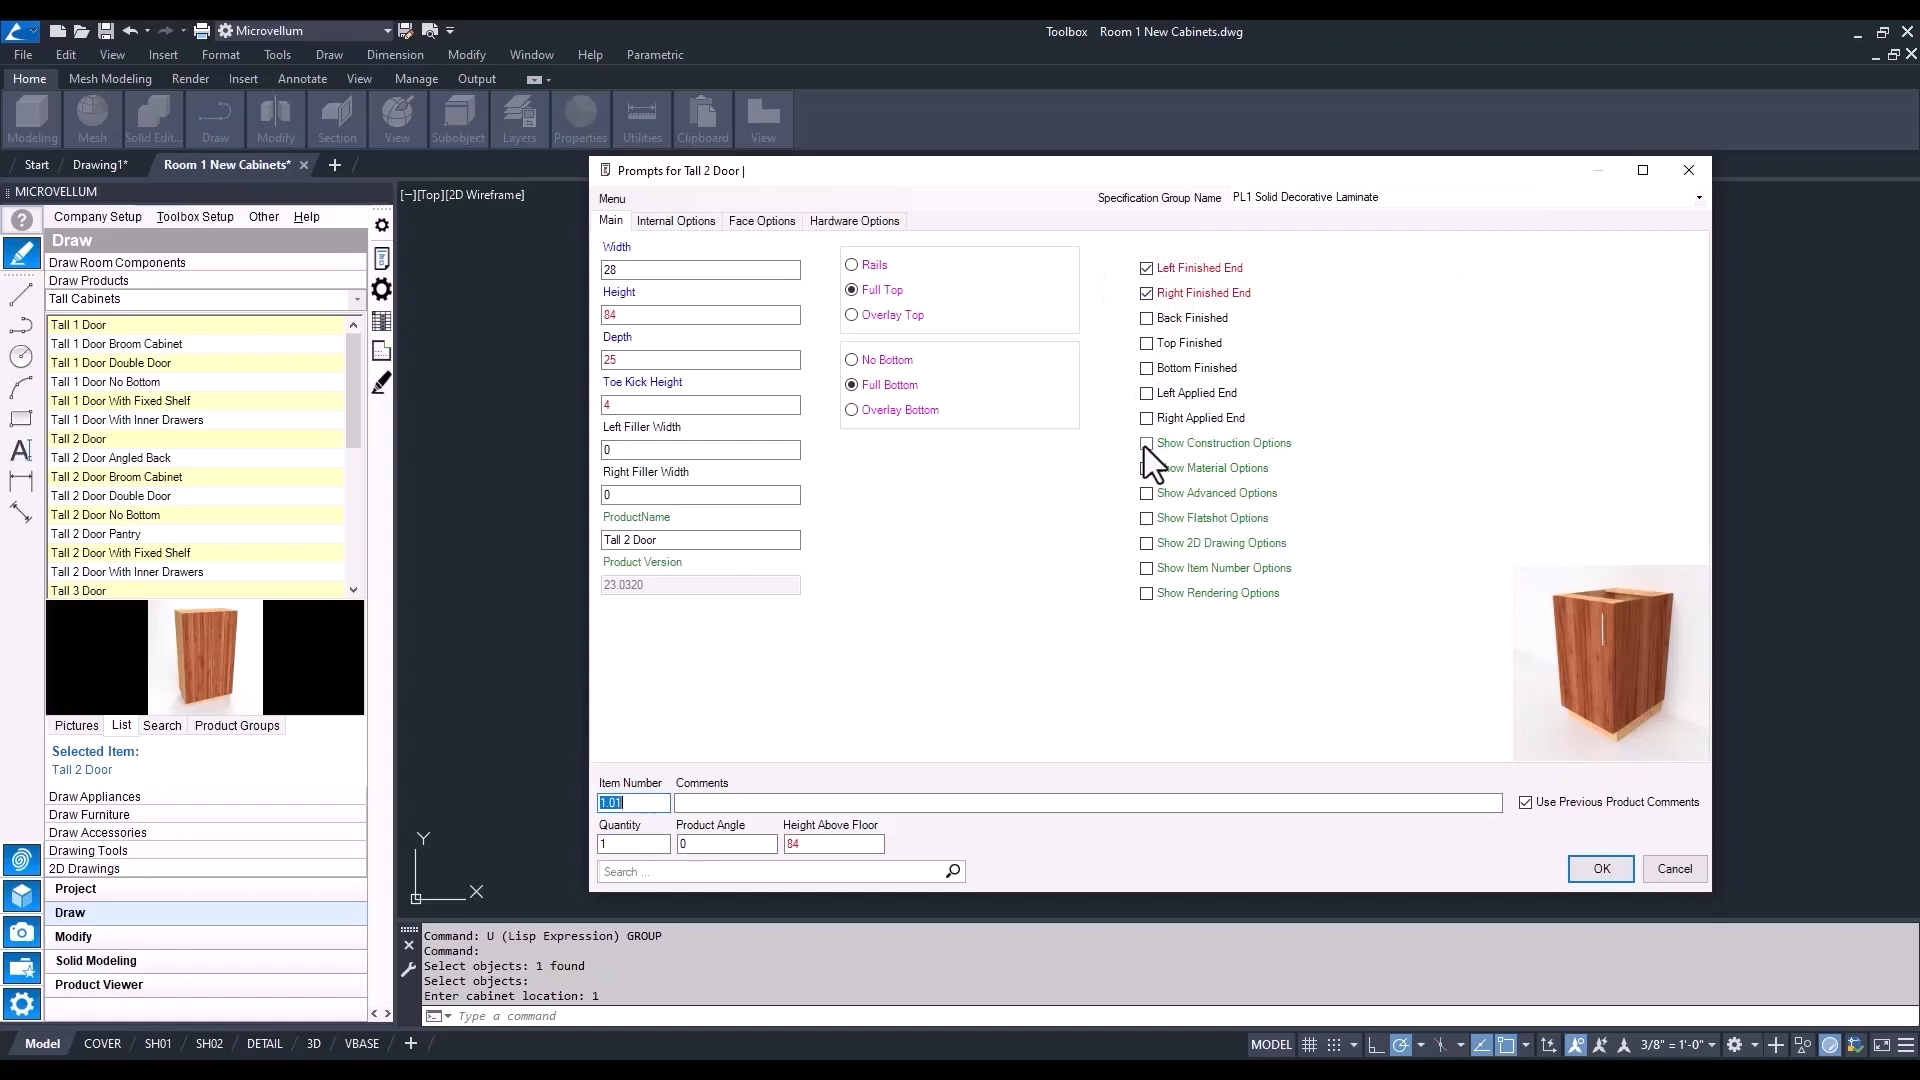 Microvellum
Toolbox Room 1 New Cabinets.dwg
File Edit View Insert Format Tools Draw Dimension Modify Window Help Parametric
Home Mesh Modeling Render Insert Annotate View Manage Output
Modeling Mesh Solid Edit... Draw Modify Section View Subobject Layers Properties Utilities Clipboard View
Start Drawing1* Room 1 New Cabinets*
MICROVELLUM
Company Setup Toolbox Setup Other Help
Draw
Draw Room Components
Draw Products
Tall Cabinets
Tall 1 Door
Tall 1 Door Broom Cabinet
Tall 1 Door Double Door
Tall 1 Door No Bottom
Tall 1 Door With Fixed Shelf
Tall 1 Door With Inner Drawers
Tall 2 Door
Tall 2 Door Angled Back
Tall 2 Door Broom Cabinet
Tall 2 Door Double Door
Tall 2 Door No Bottom
Tall 2 Door Pantry
Tall 2 Door With Fixed Shelf
Tall 2 Door With Inner Drawers
Tall 3 Door
Pictures List Search Product Groups
Selected Item:
Tall 2 Door
Draw Appliances
Draw Furniture
Draw Accessories
Drawing Tools
2D Drawings
Project
Draw
Modify
Solid Modeling
Product Viewer
[−][Top][2D Wireframe]
Y
X
Prompts for Tall 2 Door |
Menu
Specification Group Name PL1 Solid Decorative Laminate
Main Internal Options Face Options Hardware Options
Width
28
Height
84
Depth
25
Toe Kick Height
4
Left Filler Width
0
Right Filler Width
0
ProductName
Tall 2 Door
Product Version
23.0320
Rails
Full Top
Overlay Top
No Bottom
Full Bottom
Overlay Bottom
Left Finished End
Right Finished End
Back Finished
Top Finished
Bottom Finished
Left Applied End
Right Applied End
Show Construction Options
ow Material Options
Show Advanced Options
Show Flatshot Options
Show 2D Drawing Options
Show Item Number Options
Show Rendering Options
Item Number Comments
1.01
Use Previous Product Comments
Quantity Product Angle Height Above Floor
1 0 84
Search ...
OK Cancel
Command: U (Lisp Expression) GROUP
Command:
Select objects: 1 found
Select objects:
Enter cabinet location: 1
Type a command
Model COVER SH01 SH02 DETAIL 3D VBASE
MODEL 3/8" = 1'-0"